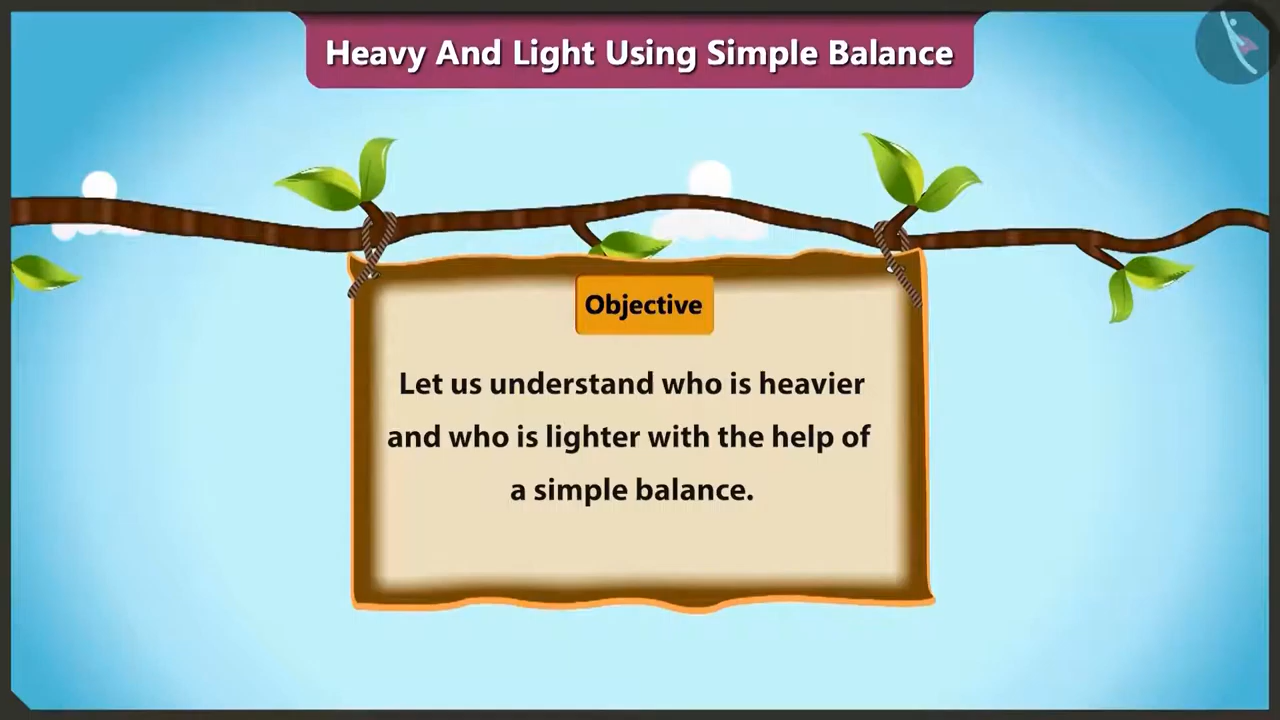 Heavy And Light Using Simple Balance
Objective
Let us understand who is heavier
and who is lighter with the help of
a simple balance.